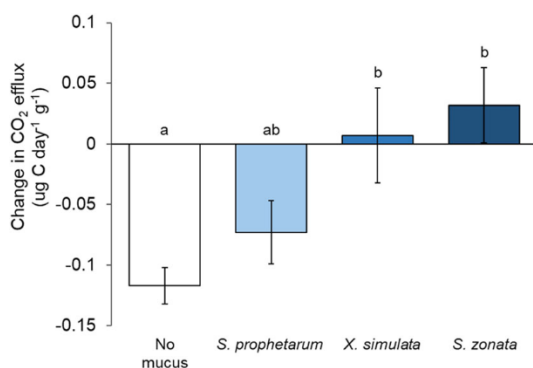 Change in CO₂ efflux
(ug C day⁻¹ g⁻¹)
0.1
0.05
0
-0.05
-0.1
-0.15
a
ab
b
b
No
mucus
S. prophetarum
X. simulata
S. zonata